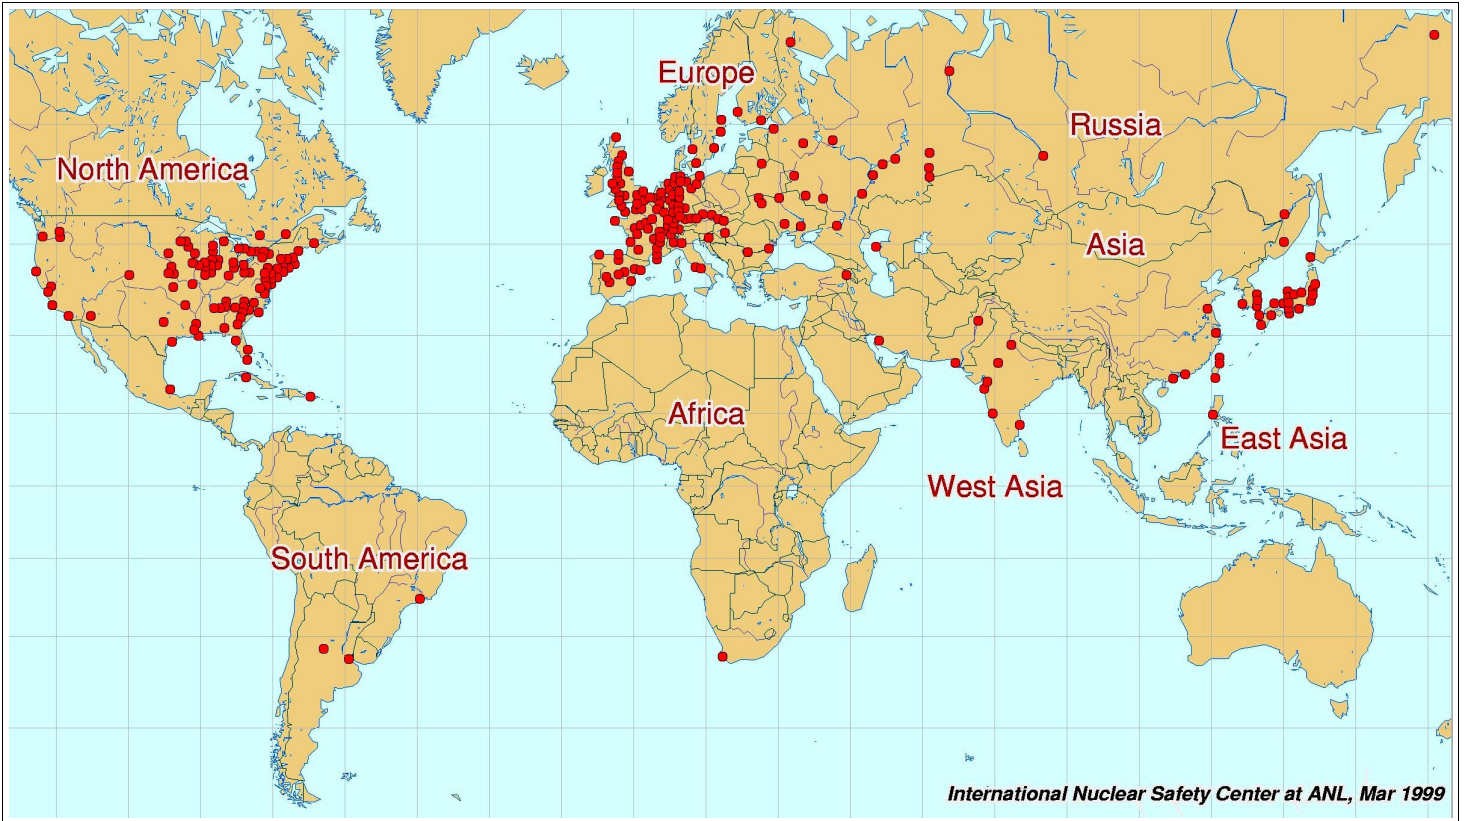 Europe
Russia
North America
Asia
Africa
East Asia
West Asia
South America
International Nuclear Safety Center at ANL, Mar 1999